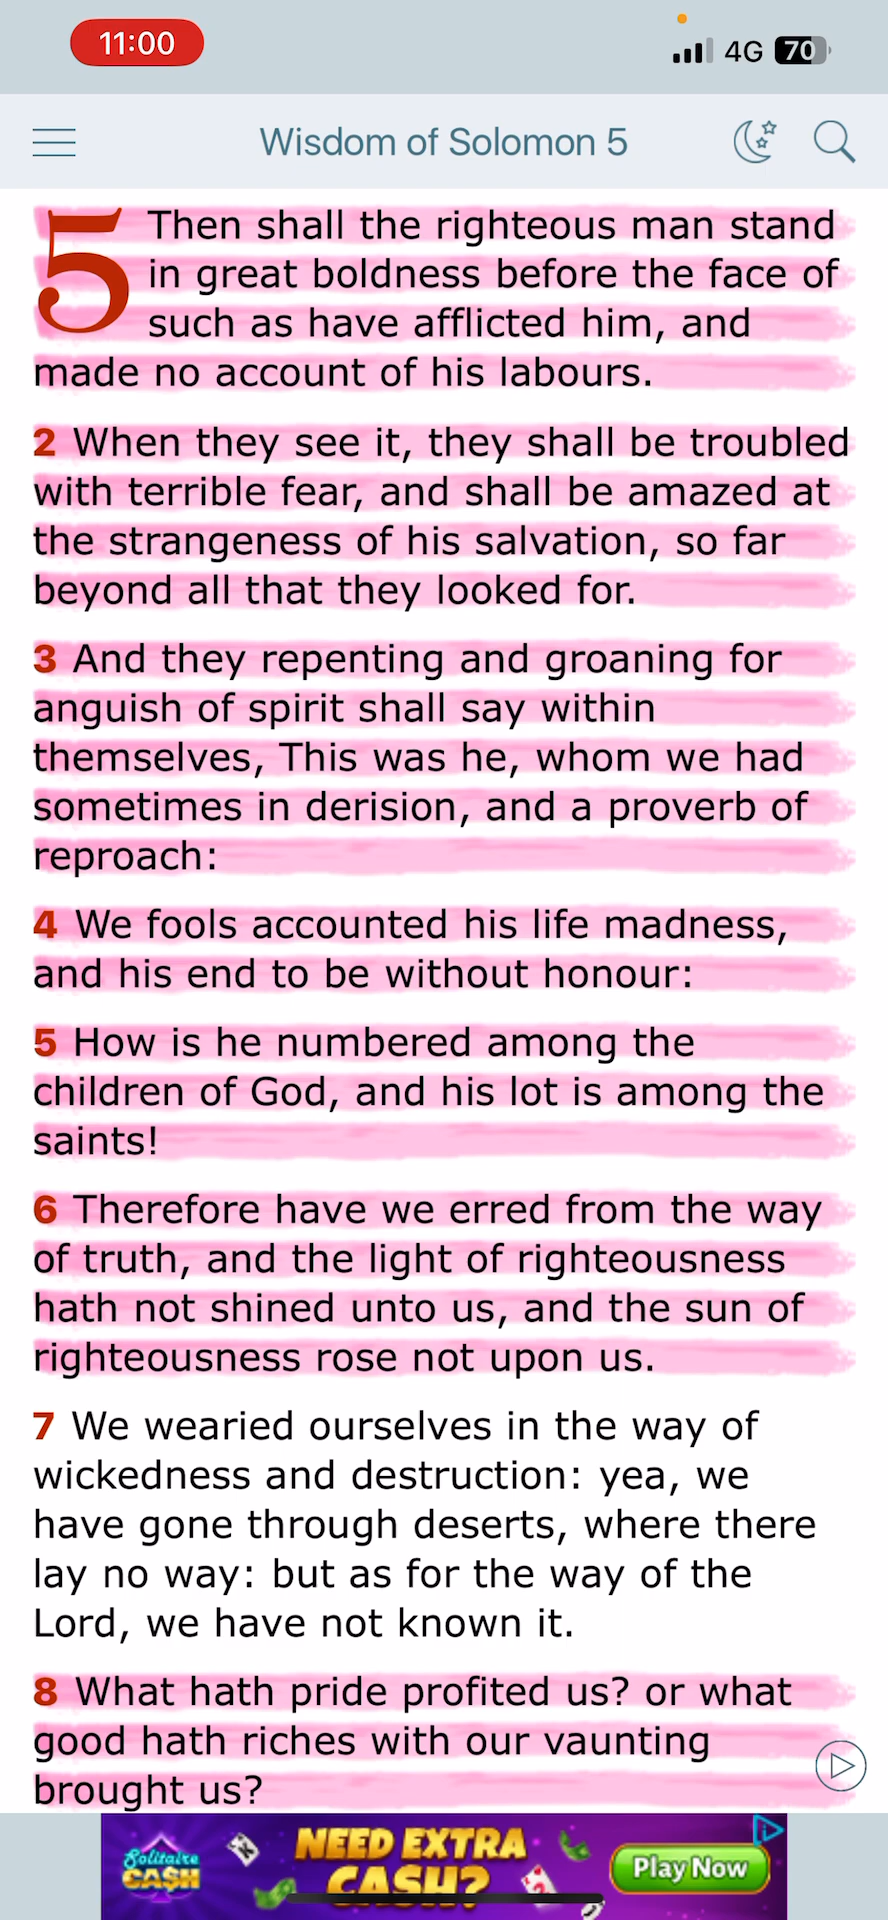 11:00
4G 70
Wisdom of Solomon 5
5 Then shall the righteous man stand
in great boldness before the face of
such as have afflicted him, and
made no account of his labours.
2 When they see it, they shall be troubled
with terrible fear, and shall be amazed at
the strangeness of his salvation, so far
beyond all that they looked for.
3 And they repenting and groaning for
anguish of spirit shall say within
themselves, This was he, whom we had
sometimes in derision, and a proverb of
reproach:
4 We fools accounted his life madness,
and his end to be without honour:
5 How is he numbered among the
children of God, and his lot is among the
saints!
6 Therefore have we erred from the way
of truth, and the light of righteousness
hath not shined unto us, and the sun of
righteousness rose not upon us.
7 We wearied ourselves in the way of
wickedness and destruction: yea, we
have gone through deserts, where there
lay no way: but as for the way of the
Lord, we have not known it.
8 What hath pride profited us? or what
good hath riches with our vaunting
brought us?
Solitaire
CASH
NEED EXTRA
CASH?
Play Now